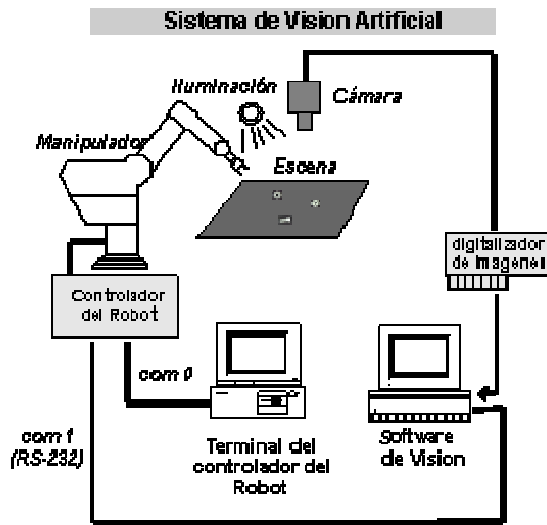 Sistema de Vision Artificial
Iluminación
Cámara
Manipulador
Escena
digitalizador
de imagenes
Controlador
del Robot
com 0
com 1
(RS-232)
Terminal del
controlador del
Robot
Software
de Vision